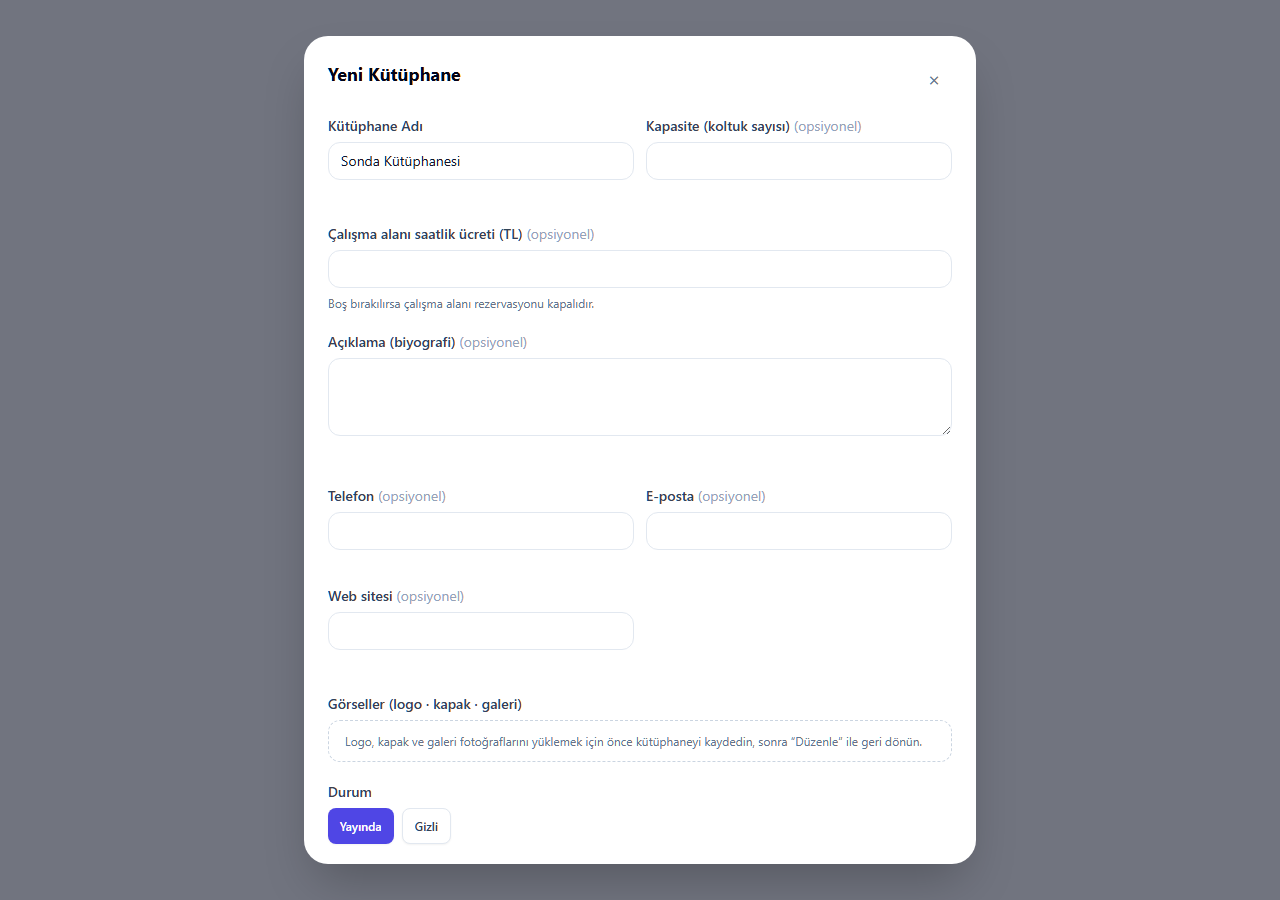 Yeni Kütüphane
×
Kütüphane Adı
Kapasite (koltuk sayısı) (opsiyonel)
Sonda Kütüphanesi
Çalışma alanı saatlik ücreti (TL) (opsiyonel)
Boş bırakılırsa çalışma alanı rezervasyonu kapalıdır.
Açıklama (biyografi) (opsiyonel)
Telefon (opsiyonel)
E-posta (opsiyonel)
Web sitesi (opsiyonel)
Görseller (logo · kapak · galeri)
Logo, kapak ve galeri fotoğraflarını yüklemek için önce kütüphaneyi kaydedin, sonra “Düzenle” ile geri dönün.
Durum
Yayında
Gizli